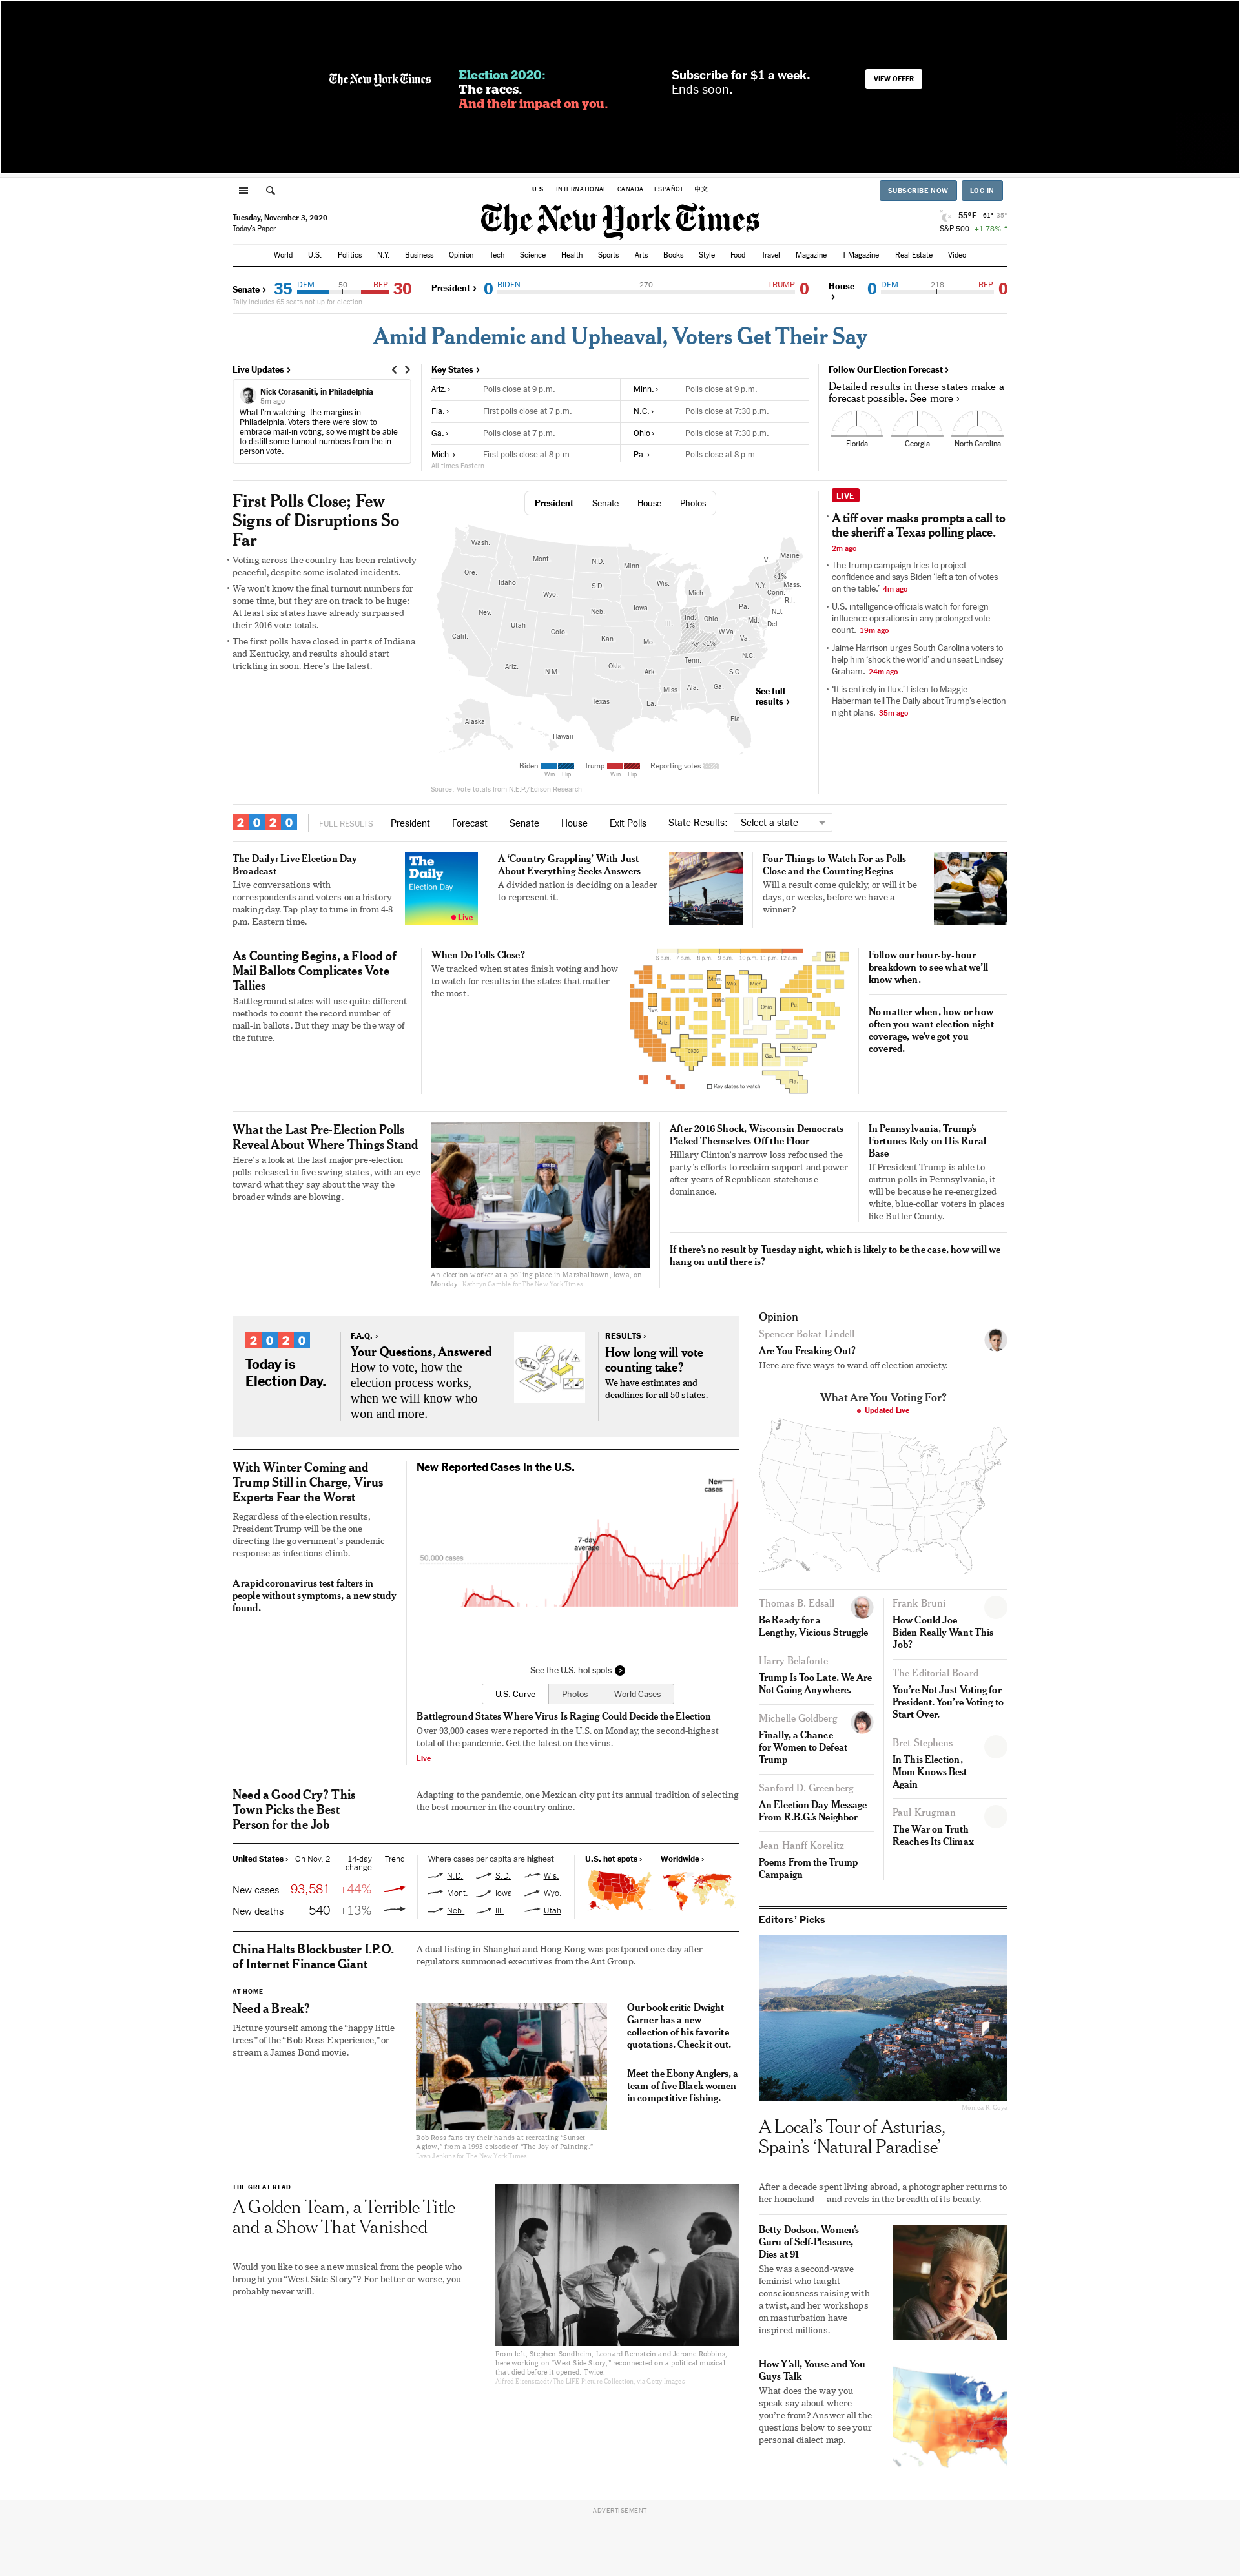 The New York Times
Election 2020:
The races.
And their impact on you.
Subscribe for $1 a week.
Ends soon.
VIEW OFFER
U.S. INTERNATIONAL CANADA ESPAÑOL 中文
SUBSCRIBE NOW LOG IN
Tuesday, November 3, 2020
Today's Paper
The New York Times
55°F 61° 35°
S&P 500 +1.78% ↑
World U.S. Politics N.Y. Business Opinion Tech Science Health Sports Arts Books Style Food Travel Magazine T Magazine Real Estate Video
Senate › 35 DEM. 50 REP. 30
Tally includes 65 seats not up for election.
President › 0 BIDEN 270 TRUMP 0
House › 0 DEM. 218 REP. 0
Amid Pandemic and Upheaval, Voters Get Their Say
Live Updates ›
Nick Corasaniti, in Philadelphia
5m ago
What I'm watching: the margins in
Philadelphia. Voters there were slow to
embrace mail-in voting, so we might be able
to distill some turnout numbers from the in-
person vote.
Key States ›
Ariz. › Polls close at 9 p.m.
Fla. › First polls close at 7 p.m.
Ga. › Polls close at 7 p.m.
Mich. › First polls close at 8 p.m.
Minn. › Polls close at 9 p.m.
N.C. › Polls close at 7:30 p.m.
Ohio › Polls close at 7:30 p.m.
Pa. › Polls close at 8 p.m.
All times Eastern
Follow Our Election Forecast ›
Detailed results in these states make a
forecast possible. See more ›
Florida Georgia North Carolina
First Polls Close; Few
Signs of Disruptions So
Far
• Voting across the country has been relatively
peaceful, despite some isolated incidents.
• We won't know the final turnout numbers for
some time, but they are on track to be huge:
At least six states have already surpassed
their 2016 vote totals.
• The first polls have closed in parts of Indiana
and Kentucky, and results should start
trickling in soon. Here's the latest.
President Senate House Photos
Wash.
Mont.
N.D.
Minn.
Vt.
Maine
<1%
Ore.
Idaho
Wyo.
S.D.
Wis.
Mich.
N.Y.
Mass.
Conn.
R.I.
Nev.
Utah
Colo.
Neb.
Iowa
Ill.
Ind.
1%
Ohio
Pa.
N.J.
Md.
Del.
Calif.
Kan.
Mo.
Ky. <1%
W.Va.
Va.
Ariz.
N.M.
Okla.
Ark.
Tenn.
N.C.
S.C.
Texas
La.
Miss.
Ala.
Ga.
Fla.
Alaska
Hawaii
See full
results ›
Biden Trump Reporting votes
Win Flip Win Flip
Source: Vote totals from N.E.P./Edison Research
LIVE
• A tiff over masks prompts a call to
the sheriff a Texas polling place.
2m ago
• The Trump campaign tries to project
confidence and says Biden 'left a ton of votes
on the table.' 4m ago
• U.S. intelligence officials watch for foreign
influence operations in any prolonged vote
count. 19m ago
• Jaime Harrison urges South Carolina voters to
help him 'shock the world' and unseat Lindsey
Graham. 24m ago
• 'It is entirely in flux.' Listen to Maggie
Haberman tell The Daily about Trump's election
night plans. 35m ago
2020 FULL RESULTS President Forecast Senate House Exit Polls State Results: Select a state
The Daily: Live Election Day
Broadcast
Live conversations with
correspondents and voters on a history-
making day. Tap play to tune in from 4-8
p.m. Eastern time.
The
Daily
Election Day
Live
A 'Country Grappling' With Just
About Everything Seeks Answers
A divided nation is deciding on a leader
to represent it.
Four Things to Watch For as Polls
Close and the Counting Begins
Will a result come quickly, or will it be
days, or weeks, before we have a
winner?
As Counting Begins, a Flood of
Mail Ballots Complicates Vote
Tallies
Battleground states will use quite different
methods to count the record number of
mail-in ballots. But they may be the way of
the future.
When Do Polls Close?
We tracked when states finish voting and how
to watch for results in the states that matter
the most.
6 p.m. 7 p.m. 8 p.m. 9 p.m. 10 p.m. 11 p.m. 12 a.m.
N.H.
Minn.
Wis.
Mich.
Nev.
Iowa
Ohio
Pa.
Ariz.
Texas
N.C.
Ga.
Fla.
Key states to watch
Follow our hour-by-hour
breakdown to see what we'll
know when.
No matter when, how or how
often you want election night
coverage, we've got you
covered.
What the Last Pre-Election Polls
Reveal About Where Things Stand
Here's a look at the last major pre-election
polls released in five swing states, with an eye
toward what they say about the way the
broader winds are blowing.
An election worker at a polling place in Marshalltown, Iowa, on
Monday. Kathryn Gamble for The New York Times
After 2016 Shock, Wisconsin Democrats
Picked Themselves Off the Floor
Hillary Clinton's narrow loss refocused the
party's efforts to reclaim support and power
after years of Republican statehouse
dominance.
In Pennsylvania, Trump's
Fortunes Rely on His Rural
Base
If President Trump is able to
outrun polls in Pennsylvania, it
will be because he re-energized
white, blue-collar voters in places
like Butler County.
If there's no result by Tuesday night, which is likely to be the case, how will we
hang on until there is?
2020
Today is
Election Day.
F.A.Q. ›
Your Questions, Answered
How to vote, how the
election process works,
when we will know who
won and more.
RESULTS ›
How long will vote
counting take?
We have estimates and
deadlines for all 50 states.
With Winter Coming and
Trump Still in Charge, Virus
Experts Fear the Worst
Regardless of the election results,
President Trump will be the one
directing the government's pandemic
response as infections climb.
A rapid coronavirus test falters in
people without symptoms, a new study
found.
New Reported Cases in the U.S.
New
cases
7-day
average
50,000 cases
See the U.S. hot spots
U.S. Curve Photos World Cases
Battleground States Where Virus Is Raging Could Decide the Election
Over 93,000 cases were reported in the U.S. on Monday, the second-highest
total of the pandemic. Get the latest on the virus.
Live
Need a Good Cry? This
Town Picks the Best
Person for the Job
Adapting to the pandemic, one Mexican city put its annual tradition of selecting
the best mourner in the country online.
United States › On Nov. 2 14-day
change Trend
New cases 93,581 +44%
New deaths 540 +13%
Where cases per capita are highest
N.D. S.D. Wis.
Mont. Iowa Wyo.
Neb. Ill. Utah
U.S. hot spots › Worldwide ›
China Halts Blockbuster I.P.O.
of Internet Finance Giant
A dual listing in Shanghai and Hong Kong was postponed one day after
regulators summoned executives from the Ant Group.
AT HOME
Need a Break?
Picture yourself among the "happy little
trees" of the "Bob Ross Experience," or
stream a James Bond movie.
Bob Ross fans try their hands at recreating "Sunset
Aglow," from a 1993 episode of "The Joy of Painting."
Evan Jenkins for The New York Times
Our book critic Dwight
Garner has a new
collection of his favorite
quotations. Check it out.
Meet the Ebony Anglers, a
team of five Black women
in competitive fishing.
THE GREAT READ
A Golden Team, a Terrible Title
and a Show That Vanished
Would you like to see a new musical from the people who
brought you "West Side Story"? For better or worse, you
probably never will.
From left, Stephen Sondheim, Leonard Bernstein and Jerome Robbins,
here working on "West Side Story," reconnected on a political musical
that died before it opened. Twice.
Alfred Eisenstaedt/The LIFE Picture Collection, via Getty Images
Opinion
Spencer Bokat-Lindell
Are You Freaking Out?
Here are five ways to ward off election anxiety.
What Are You Voting For?
Updated Live
Thomas B. Edsall
Be Ready for a
Lengthy, Vicious Struggle
Harry Belafonte
Trump Is Too Late. We Are
Not Going Anywhere.
Michelle Goldberg
Finally, a Chance
for Women to Defeat
Trump
Sanford D. Greenberg
An Election Day Message
From R.B.G.'s Neighbor
Jean Hanff Korelitz
Poems From the Trump
Campaign
Frank Bruni
How Could Joe
Biden Really Want This
Job?
The Editorial Board
You're Not Just Voting for
President. You're Voting to
Start Over.
Bret Stephens
In This Election,
Mom Knows Best —
Again
Paul Krugman
The War on Truth
Reaches Its Climax
Editors' Picks
Monica R. Goya
A Local's Tour of Asturias,
Spain's 'Natural Paradise'
After a decade spent living abroad, a photographer returns to
her homeland — and revels in the breadth of its beauty.
Betty Dodson, Women's
Guru of Self-Pleasure,
Dies at 91
She was a second-wave
feminist who taught
consciousness raising with
a twist, and her workshops
on masturbation have
inspired millions.
How Y'all, Youse and You
Guys Talk
What does the way you
speak say about where
you're from? Answer all the
questions below to see your
personal dialect map.
ADVERTISEMENT